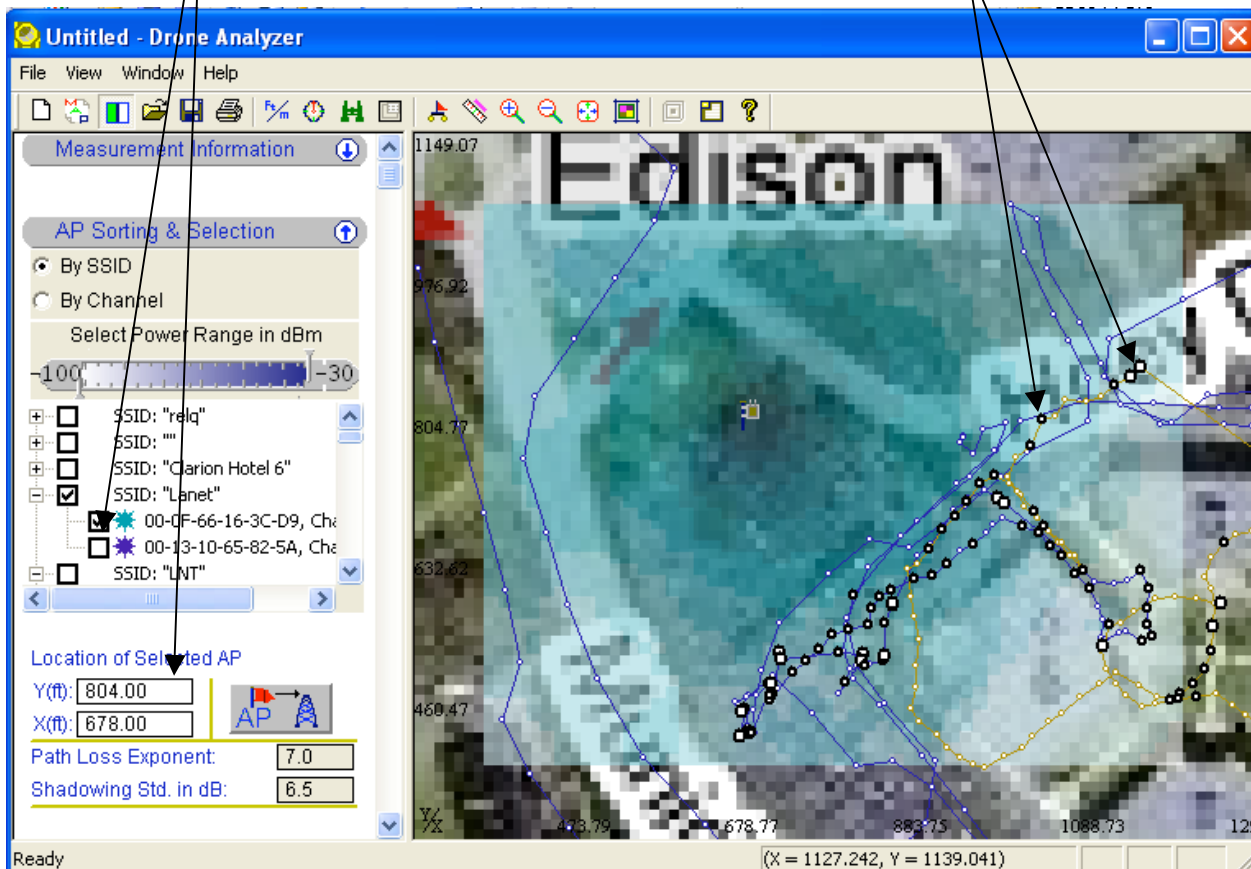 Untitled - Drone Analyzer
File View Window Help
Ft/m
Measurement Information
AP Sorting & Selection
By SSID
By Channel
Select Power Range in dBm
-100
-30
SSID: "relq"
SSID: ""
SSID: "Clarion Hotel 6"
SSID: "Lanet"
00-0F-66-16-3C-D9, Cha
00-13-10-65-82-5A, Cha
SSID: "LNT"
Location of Selected AP
Y(ft): 804.00
X(ft): 678.00
AP
Path Loss Exponent: 7.0
Shadowing Std. in dB: 6.5
1149.07
Edison
976.92
804.77
632.62
460.47
Y/X
473.79
678.77
883.75
1088.73
Ready
(X = 1127.242, Y = 1139.041)